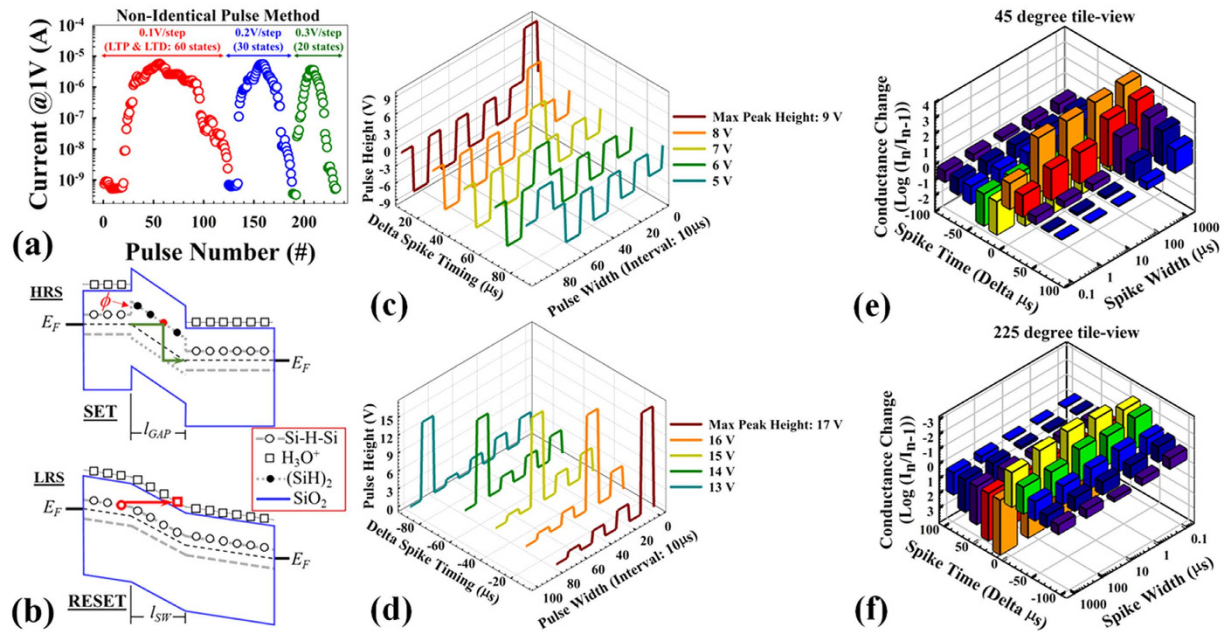 (a)
Non-Identical Pulse Method
0.1V/step
(LTP & LTD: 60 states)
0.2V/step
(30 states)
0.3V/step
(20 states)
Current @1V (A)
10⁻⁴
10⁻⁵
10⁻⁶
10⁻⁷
10⁻⁸
10⁻⁹
0 50 100 150 200
Pulse Number (#)
(b)
HRS
ϕ
E_F
E_F
SET
l_GAP
Si-H-Si
H₃O⁺
(SiH)₂
SiO₂
LRS
E_F
E_F
RESET
l_SW
(c)
Pulse Height (V)
9
6
3
0
-3
-6
-9
20
40
60
80
Delta Spike Timing (μs)
0
20
40
60
80
Pulse Width (Interval: 10μs)
Max Peak Height: 9 V
8 V
7 V
6 V
5 V
(d)
Pulse Height (V)
15
12
9
6
3
0
-80
-60
-40
-20
Delta Spike Timing (μs)
0
20
40
60
80
100
Pulse Width (Interval: 10μs)
Max Peak Height: 17 V
16 V
15 V
14 V
13 V
(e)
45 degree tile-view
Conductance Change
(Log (I_n/I_n-1))
4
3
2
1
0
-1
-2
-100
-50
0
50
100
Spike Time (Delta μs)
0.1
1
10
100
1000
Spike Width (μs)
(f)
225 degree tile-view
Conductance Change
(Log (I_n/I_n-1))
-3
-2
-1
0
1
2
3
100
50
0
-50
-100
Spike Time (Delta μs)
1000
100
10
1
0.1
Spike Width (μs)